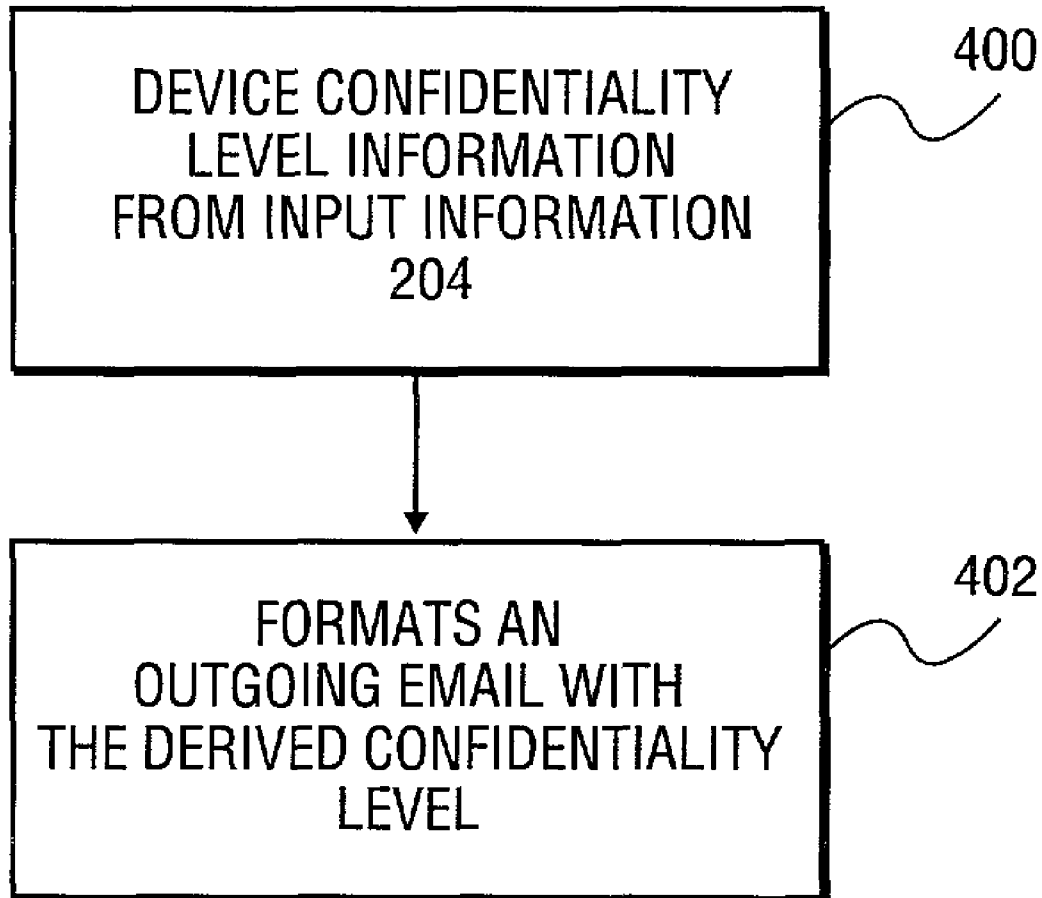 DEVICE CONFIDENTIALITY
LEVEL INFORMATION
FROM INPUT INFORMATION
204
400
FORMATS AN
OUTGOING EMAIL WITH
THE DERIVED CONFIDENTIALITY
LEVEL
402